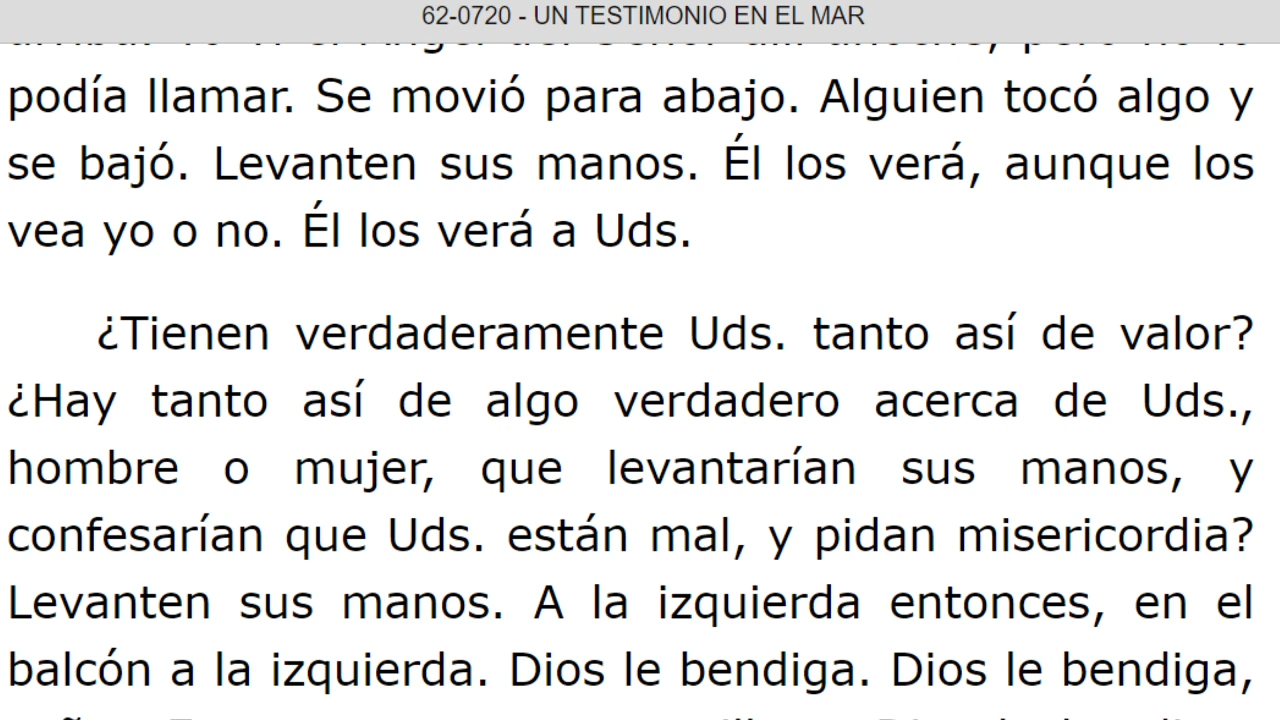 62-0720 - UN TESTIMONIO EN EL MAR
podía llamar. Se movió para abajo. Alguien tocó algo y
se bajó. Levanten sus manos. Él los verá, aunque los
vea yo o no. Él los verá a Uds.
¿Tienen verdaderamente Uds. tanto así de valor?
¿Hay tanto así de algo verdadero acerca de Uds.,
hombre o mujer, que levantarían sus manos, y
confesarían que Uds. están mal, y pidan misericordia?
Levanten sus manos. A la izquierda entonces, en el
balcón a la izquierda. Dios le bendiga. Dios le bendiga,